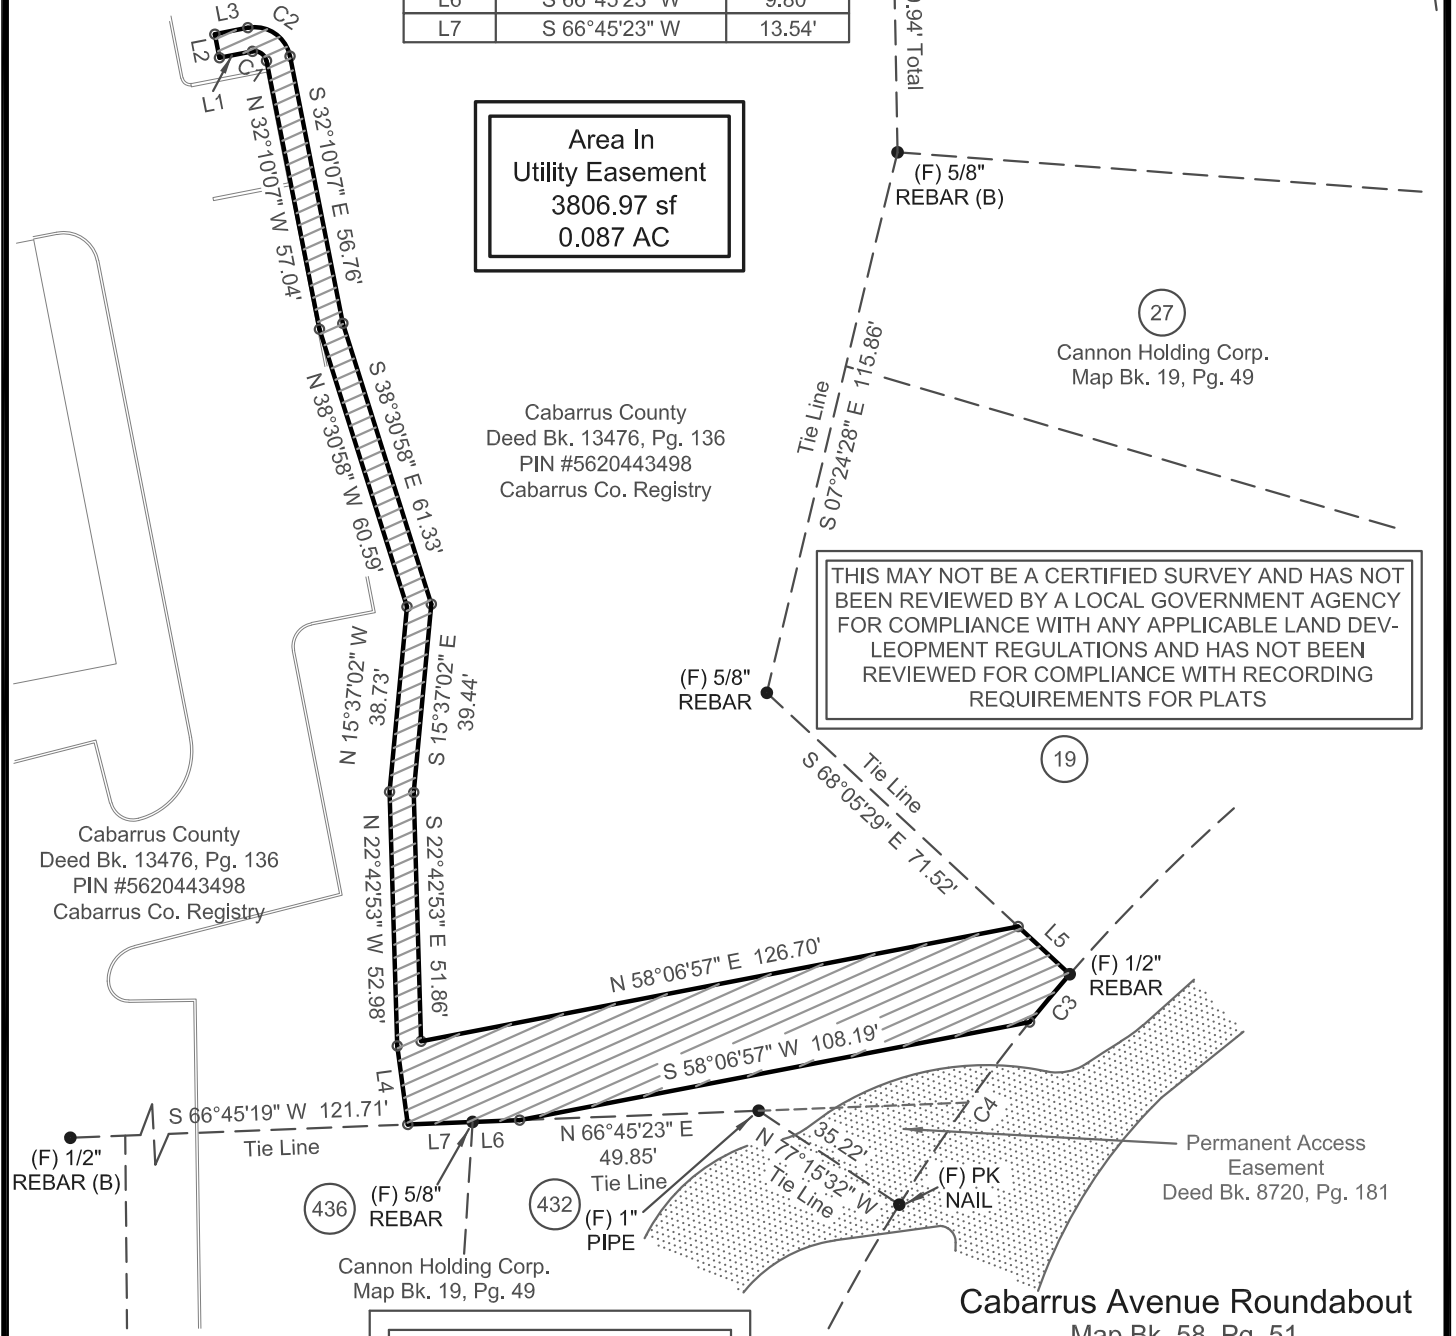 L6 S 66°45'23" W 9.80'
L7 S 66°45'23" W 13.54'
L3
C2
L2
C1
L1
N 32°10'07" W 57.04'
S 32°10'07" E 56.76'
Area In
Utility Easement
3806.97 sf
0.087 AC
.94' Total
(F) 5/8"
REBAR (B)
27
Cannon Holding Corp.
Map Bk. 19, Pg. 49
Tie Line
S 07°24'28" E 115.86'
N 38°30'58" W 60.59'
S 38°30'58" E 61.33'
Cabarrus County
Deed Bk. 13476, Pg. 136
PIN #5620443498
Cabarrus Co. Registry
THIS MAY NOT BE A CERTIFIED SURVEY AND HAS NOT
BEEN REVIEWED BY A LOCAL GOVERNMENT AGENCY
FOR COMPLIANCE WITH ANY APPLICABLE LAND DEV-
LEOPMENT REGULATIONS AND HAS NOT BEEN
REVIEWED FOR COMPLIANCE WITH RECORDING
REQUIREMENTS FOR PLATS
N 15°37'02" W
38.73'
S 15°37'02" E
39.44'
(F) 5/8"
REBAR
19
Tie Line
S 68°05'29" E 71.52'
Cabarrus County
Deed Bk. 13476, Pg. 136
PIN #5620443498
Cabarrus Co. Registry
N 22°42'53" W 52.98'
S 22°42'53" E 51.86'
N 58°06'57" E 126.70'
L5
(F) 1/2"
REBAR
C3
S 58°06'57" W 108.19'
L4
S 66°45'19" W 121.71'
Tie Line
(F) 1/2"
REBAR (B)
L7
L6
N 66°45'23" E
49.85'
Tie Line
35.22'
N 77°15'32" W
Tie Line
C4
Permanent Access
Easement
Deed Bk. 8720, Pg. 181
(F) PK
NAIL
436
(F) 5/8"
REBAR
432
(F) 1"
PIPE
Cannon Holding Corp.
Map Bk. 19, Pg. 49
Cabarrus Avenue Roundabout
Map Bk. 58, Pg. 51